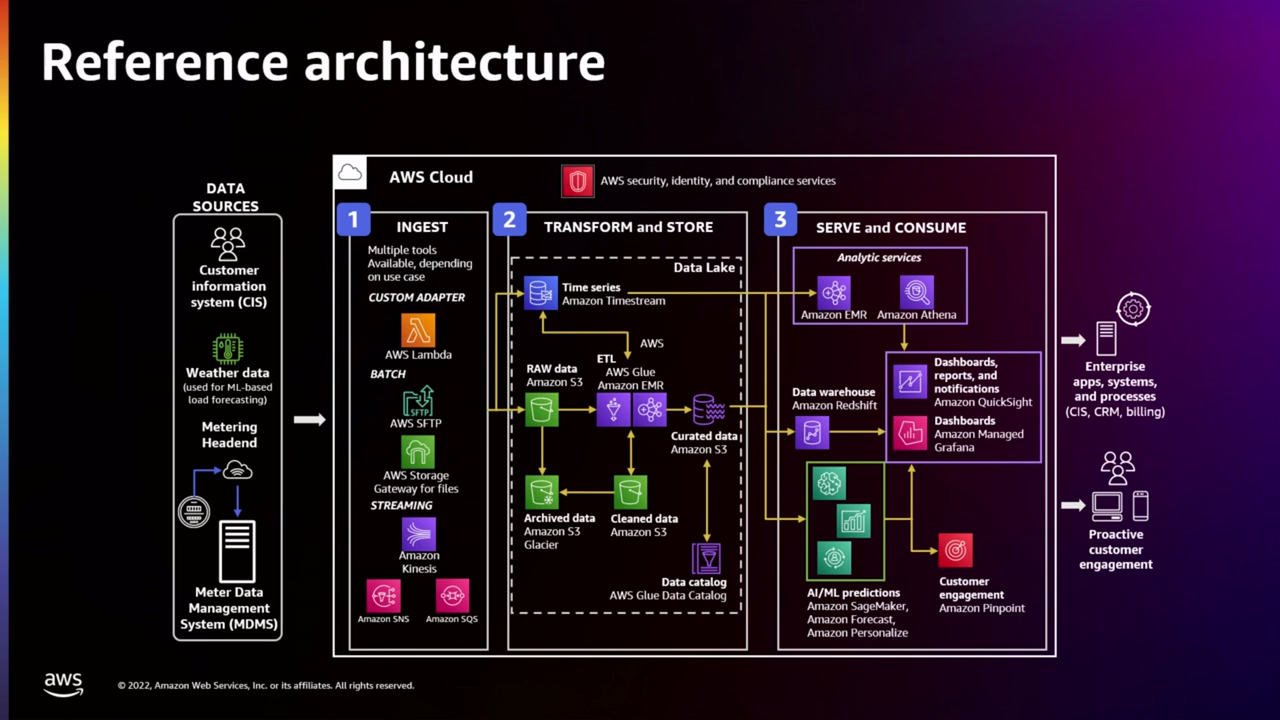 Reference architecture
DATA
SOURCES
Customer
information
system (CIS)
Weather data
(used for ML-based
load forecasting)
Metering
Headend
Meter Data
Management
System (MDMS)
AWS Cloud
AWS security, identity, and compliance services
1
INGEST
Multiple tools
Available, depending
on use case
CUSTOM ADAPTER
AWS Lambda
BATCH
SFTP
AWS SFTP
AWS Storage
Gateway for files
STREAMING
Amazon
Kinesis
Amazon SNS
Amazon SQS
2
TRANSFORM and STORE
Data Lake
Time series
Amazon Timestream
AWS
ETL
AWS Glue
Amazon EMR
RAW data
Amazon S3
Curated data
Amazon S3
Archived data
Amazon S3
Glacier
Cleaned data
Amazon S3
Data catalog
AWS Glue Data Catalog
3
SERVE and CONSUME
Analytic services
Amazon EMR
Amazon Athena
Dashboards,
reports, and
notifications
Amazon QuickSight
Data warehouse
Amazon Redshift
Dashboards
Amazon Managed
Grafana
AI/ML predictions
Amazon SageMaker,
Amazon Forecast,
Amazon Personalize
Customer
engagement
Amazon Pinpoint
Enterprise
apps, systems,
and processes
(CIS, CRM, billing)
Proactive
customer
engagement
aws
© 2022, Amazon Web Services, Inc. or its affiliates. All rights reserved.